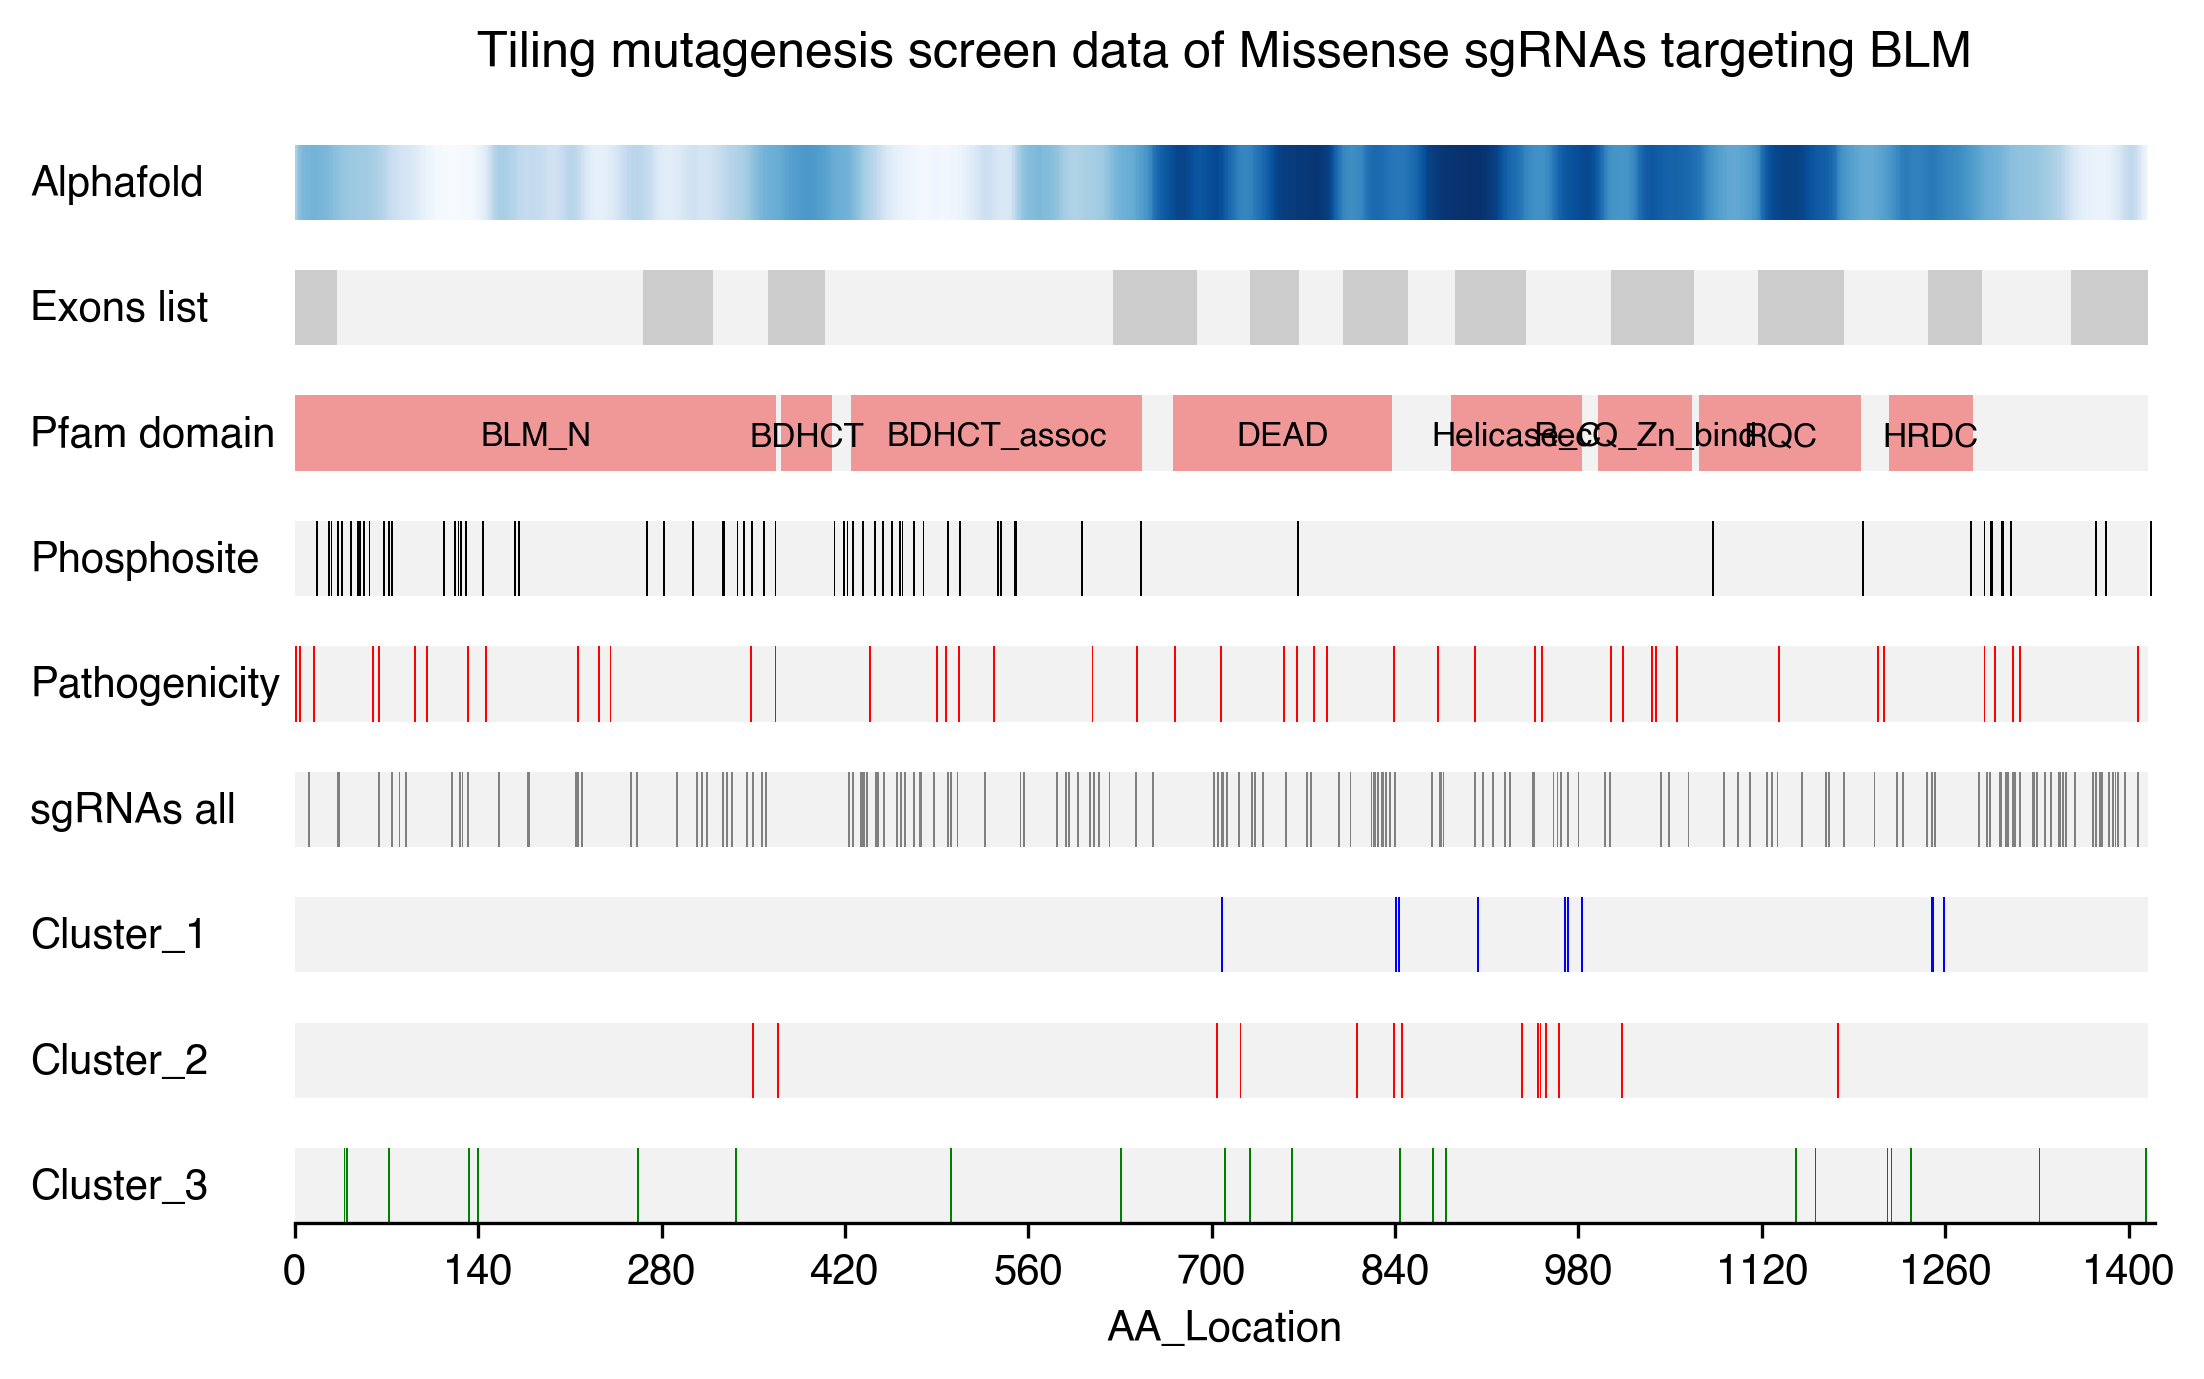 Tiling mutagenesis screen data of Missense sgRNAs targeting BLM
Alphafold
Exons list
Pfam domain
BLM_N BDHCT BDHCT_assoc DEAD Helicase_C RecQ_Zn_bind RQC HRDC
Phosphosite
Pathogenicity
sgRNAs all
Cluster_1
Cluster_2
Cluster_3
0 140 280 420 560 700 840 980 1120 1260 1400
AA_Location